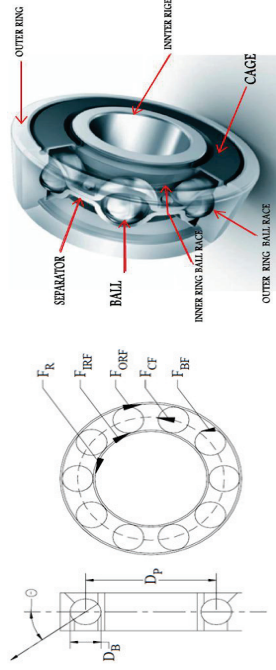 OUTER RING
INNTER RIGE
CAGE
SEPARATOR
BALL
INNER RING BALL RACE
OUTER RING BALL RACE
F_R
F_IRF
F_ORF
F_CF
F_BF
Θ
D_P
D_B